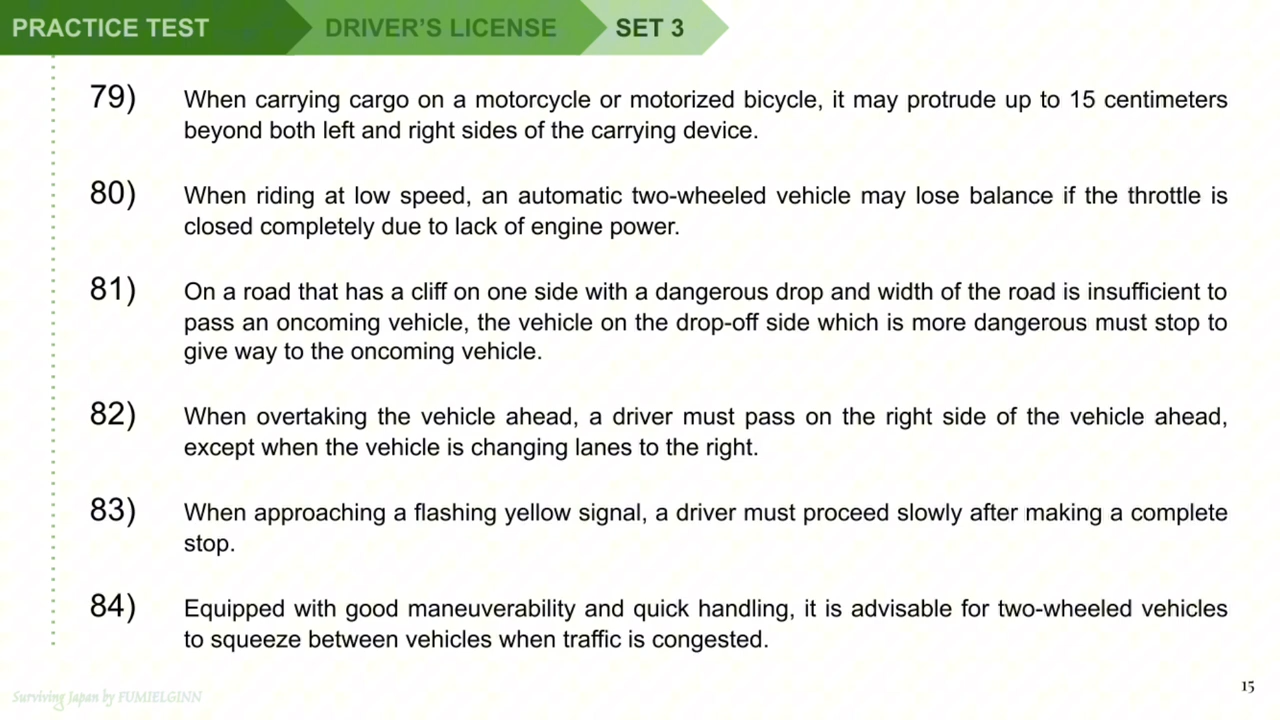 PRACTICE TEST DRIVER'S LICENSE SET 3
79) When carrying cargo on a motorcycle or motorized bicycle, it may protrude up to 15 centimeters
beyond both left and right sides of the carrying device.
80) When riding at low speed, an automatic two-wheeled vehicle may lose balance if the throttle is
closed completely due to lack of engine power.
81) On a road that has a cliff on one side with a dangerous drop and width of the road is insufficient to
pass an oncoming vehicle, the vehicle on the drop-off side which is more dangerous must stop to
give way to the oncoming vehicle.
82) When overtaking the vehicle ahead, a driver must pass on the right side of the vehicle ahead,
except when the vehicle is changing lanes to the right.
83) When approaching a flashing yellow signal, a driver must proceed slowly after making a complete
stop.
84) Equipped with good maneuverability and quick handling, it is advisable for two-wheeled vehicles
to squeeze between vehicles when traffic is congested.
Surviving Japan by FUMIELGINN
15